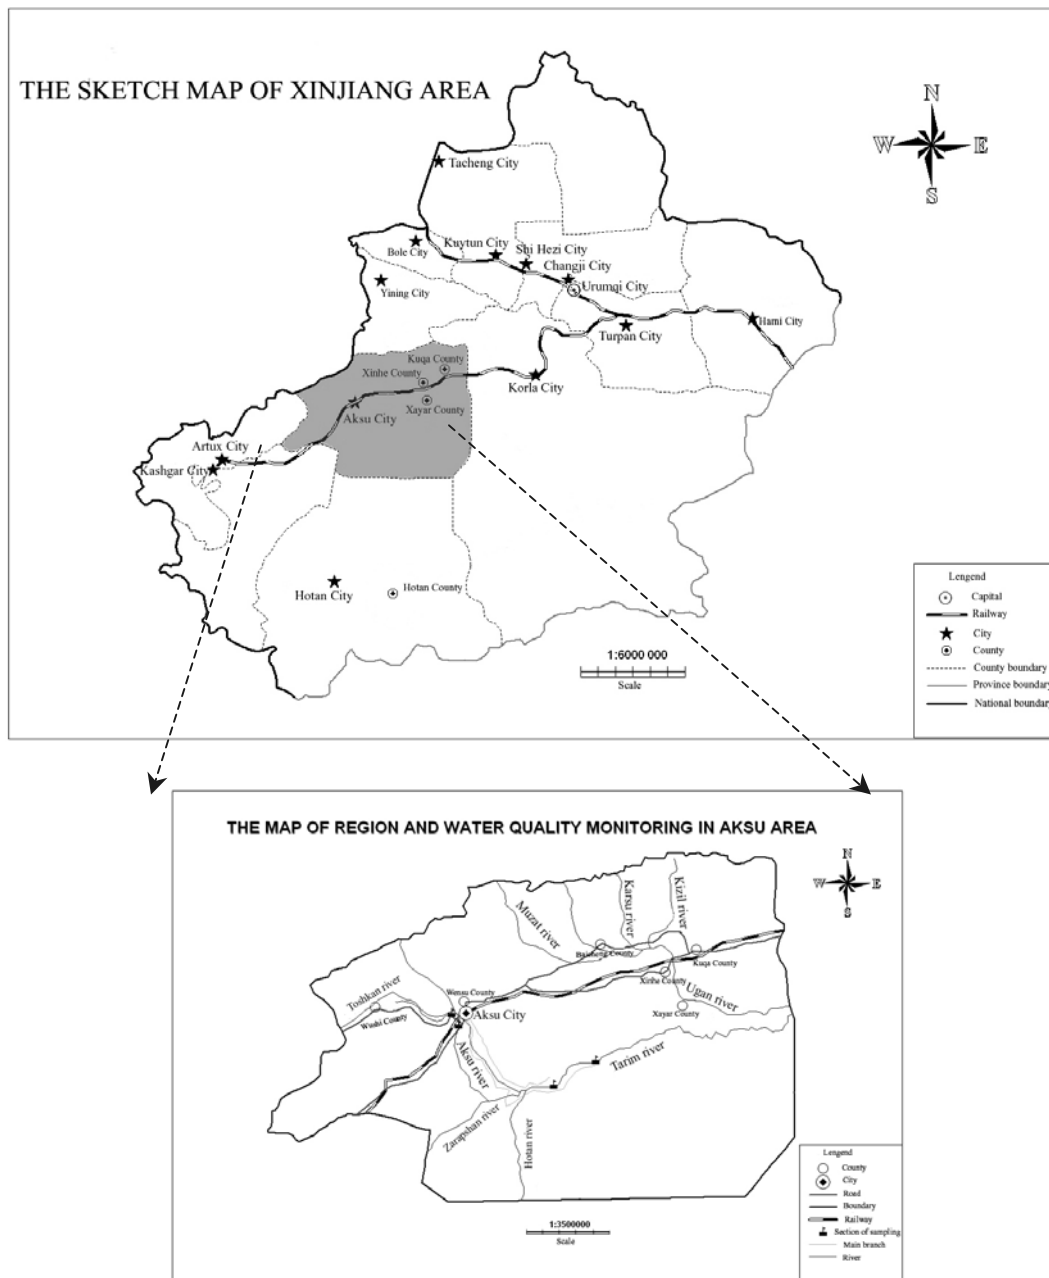 THE SKETCH MAP OF XINJIANG AREA
N
W E
S
Tacheng City
Bole City
Kuytun City
Shi Hezi City
Changji City
Urumqi City
Yining City
Turpan City
Hami City
Kuqa County
Xinhe County
Korla City
Xayar County
Aksu City
Artux City
Kashgar City
Hotan City
Hotan County
1:6000 000
Scale
Lengend
Capital
Railway
City
County
County boundary
Province boundary
National boundary
THE MAP OF REGION AND WATER QUALITY MONITORING IN AKSU AREA
N
W E
S
Muzat river
Karsu river
Kizil river
Baicheng County
Kuqa County
Xinhe County
Toshkan river
Wensu County
Ugan river
Wushi County
Aksu City
Xayar County
Aksu river
Tarim river
Zarapshan river
Hotan river
1:3500000
Scale
Lengend
County
City
Road
Boundary
Railway
Section of sampling
Main branch
River